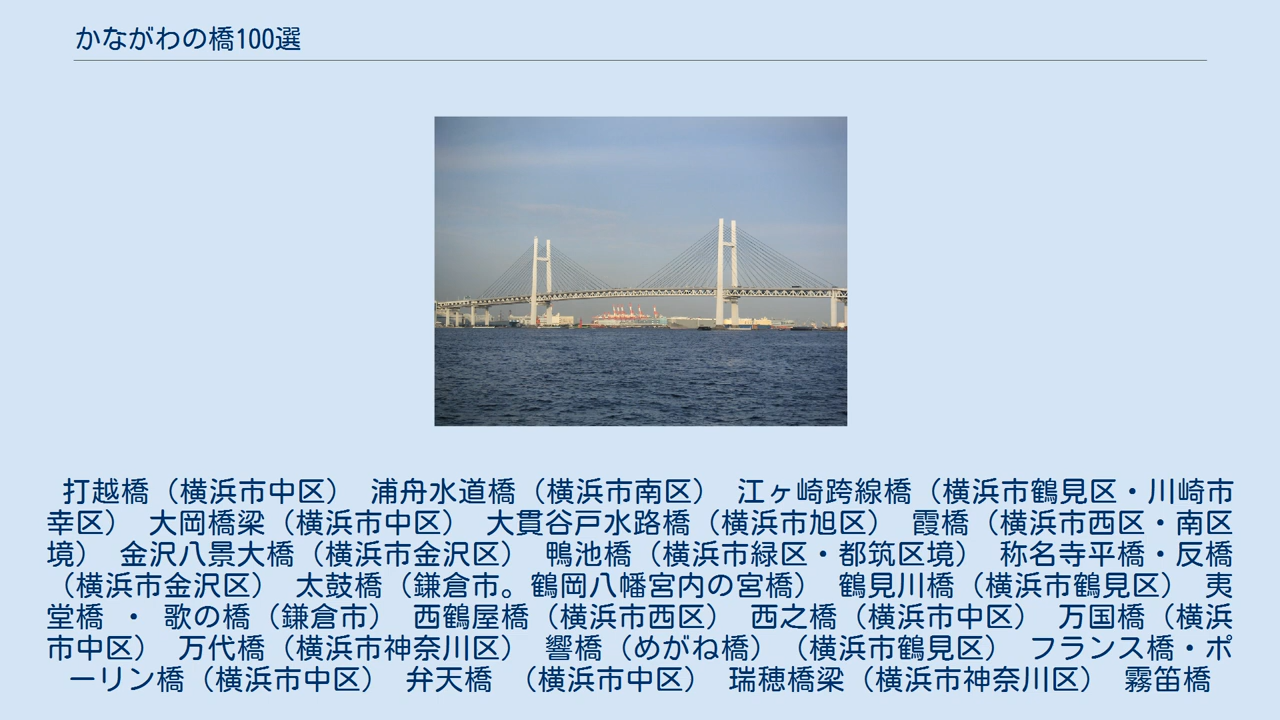 かながわの橋100選
打越橋（横浜市中区） 浦舟水道橋（横浜市南区） 江ヶ崎跨線橋（横浜市鶴見区・川崎市
幸区） 大岡橋梁（横浜市中区） 大貫谷戸水路橋（横浜市旭区） 霞橋（横浜市西区・南区
境） 金沢八景大橋（横浜市金沢区） 鴨池橋（横浜市緑区・都筑区境） 称名寺平橋・反橋
（横浜市金沢区） 太鼓橋（鎌倉市。鶴岡八幡宮内の宮橋） 鶴見川橋（横浜市鶴見区） 夷
堂橋 ・ 歌の橋（鎌倉市） 西鶴屋橋（横浜市西区） 西之橋（横浜市中区） 万国橋（横浜
市中区） 万代橋（横浜市神奈川区） 響橋（めがね橋）（横浜市鶴見区） フランス橋・ポ
ーリン橋（横浜市中区） 弁天橋 （横浜市中区） 瑞穂橋梁（横浜市神奈川区） 霧笛橋